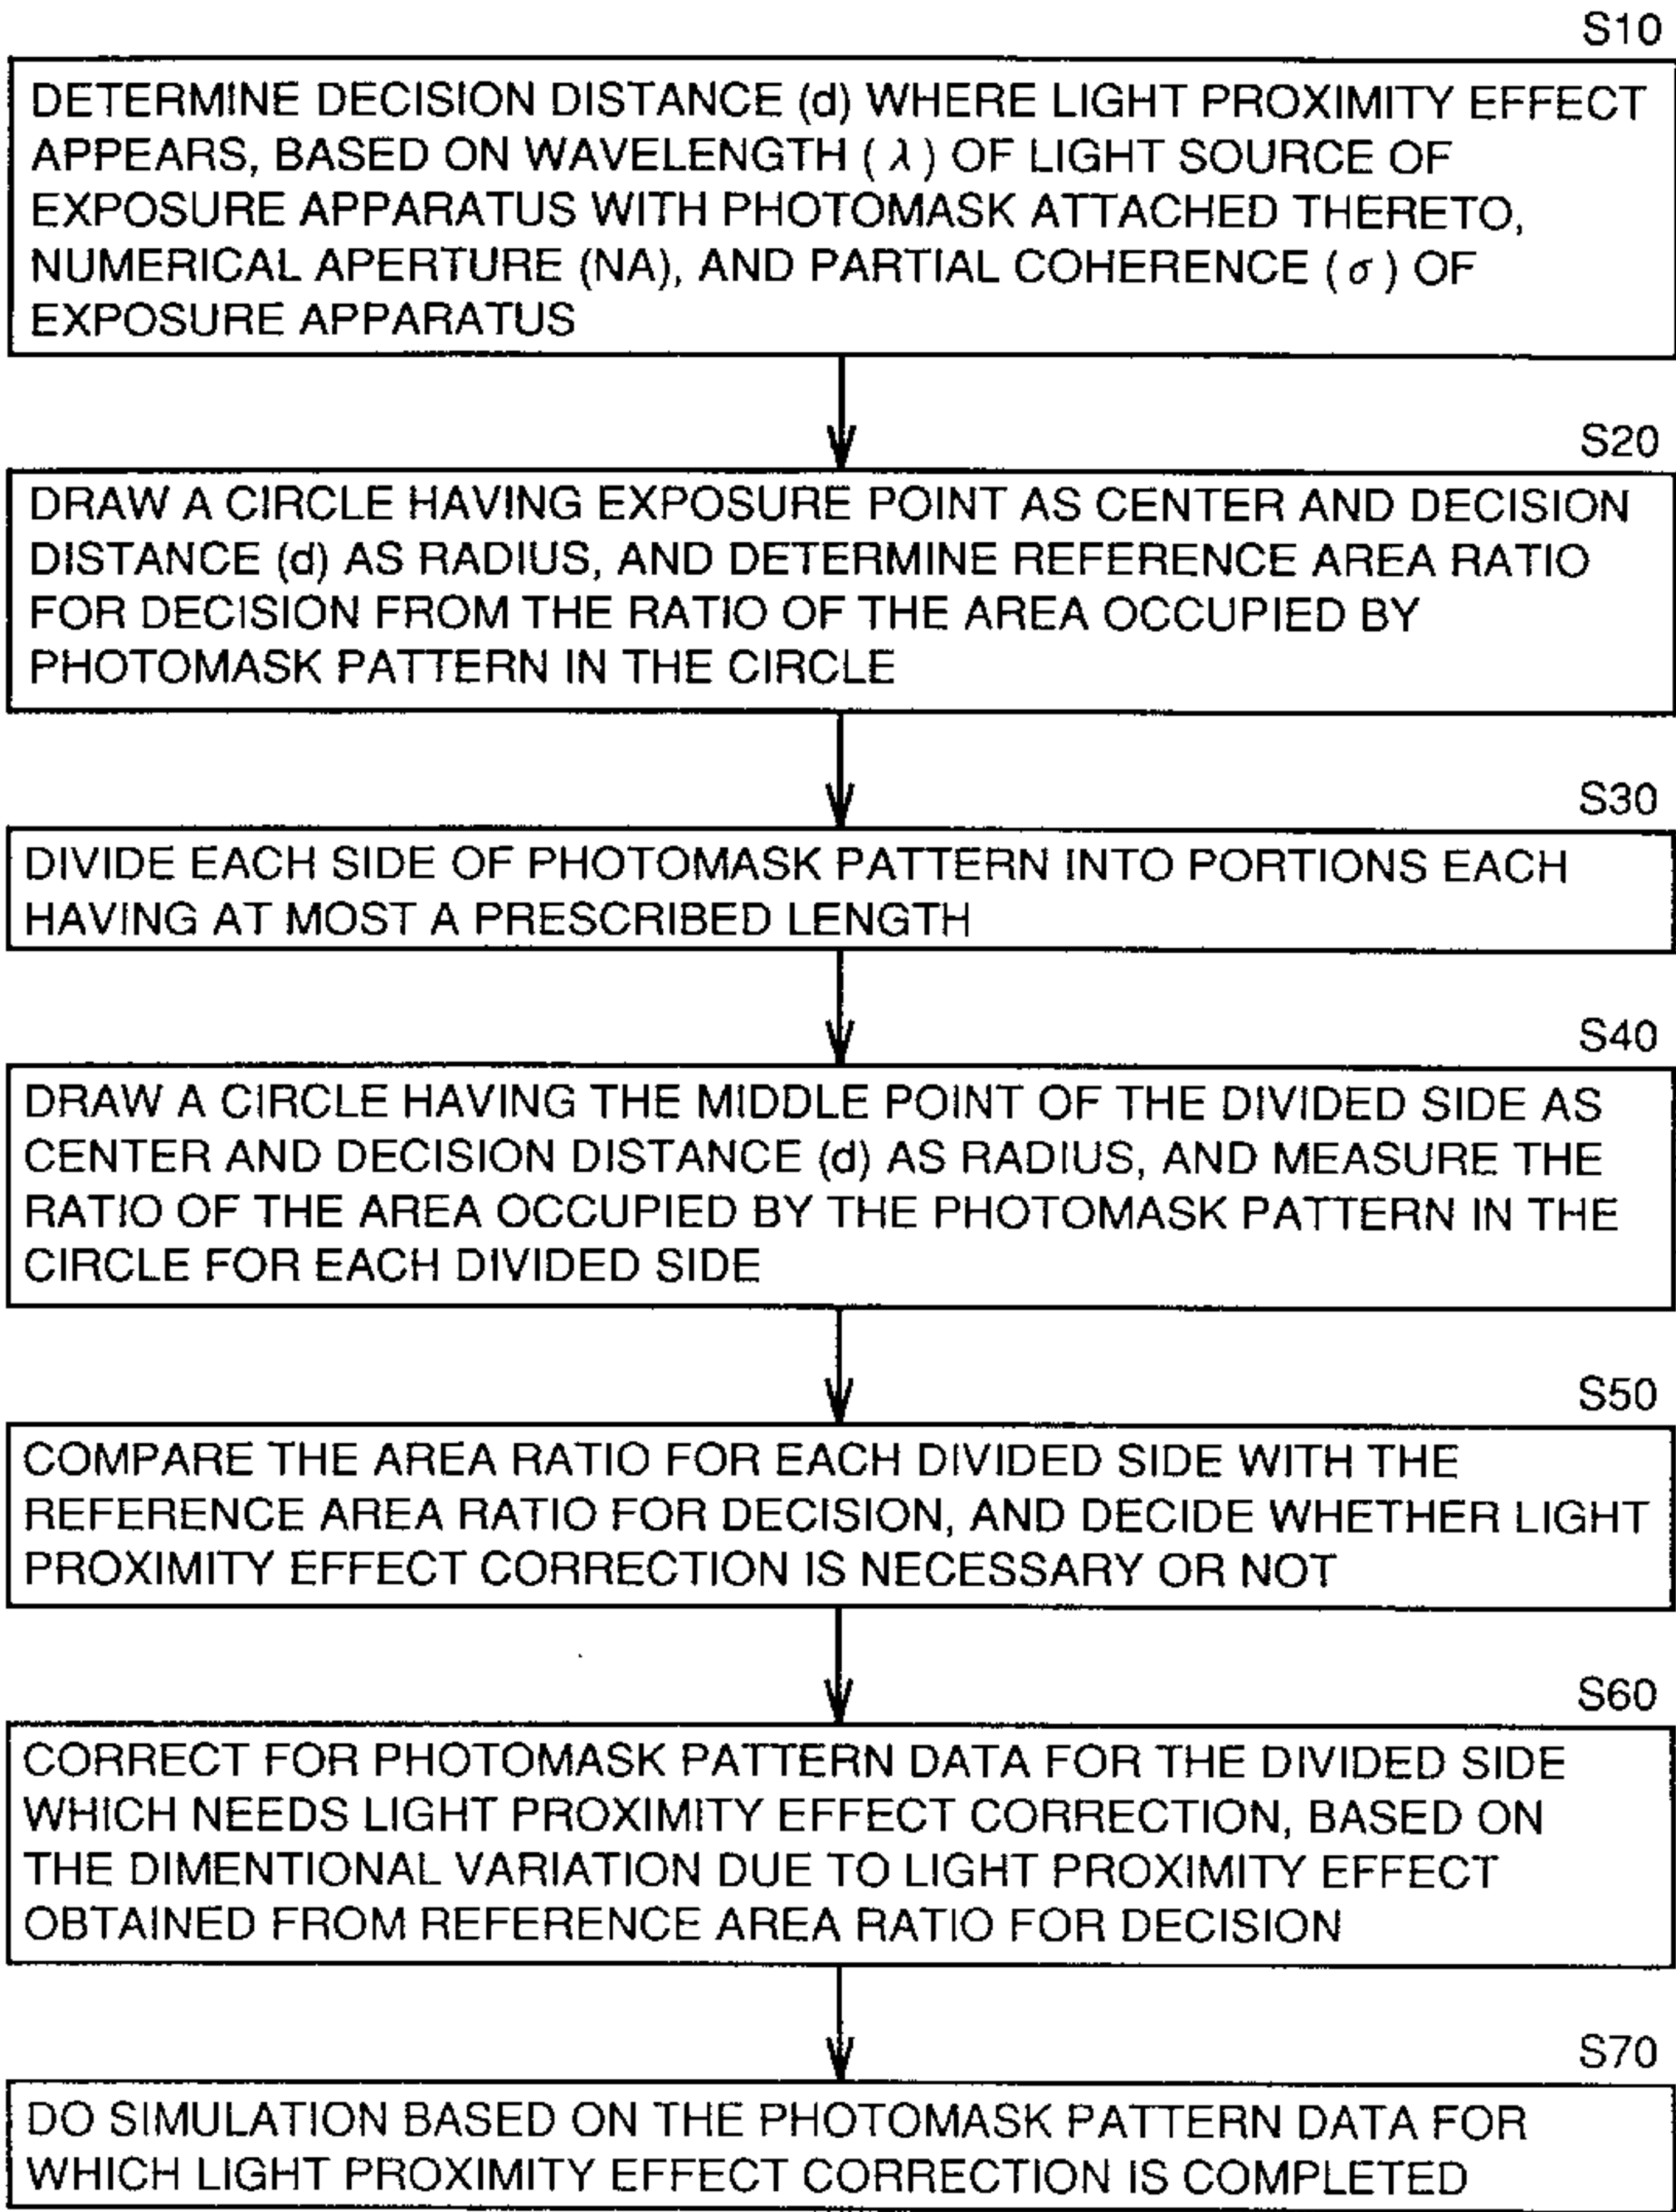 S10
DETERMINE DECISION DISTANCE (d) WHERE LIGHT PROXIMITY EFFECT
APPEARS, BASED ON WAVELENGTH (λ) OF LIGHT SOURCE OF
EXPOSURE APPARATUS WITH PHOTOMASK ATTACHED THERETO,
NUMERICAL APERTURE (NA), AND PARTIAL COHERENCE (σ) OF
EXPOSURE APPARATUS
S20
DRAW A CIRCLE HAVING EXPOSURE POINT AS CENTER AND DECISION
DISTANCE (d) AS RADIUS, AND DETERMINE REFERENCE AREA RATIO
FOR DECISION FROM THE RATIO OF THE AREA OCCUPIED BY
PHOTOMASK PATTERN IN THE CIRCLE
S30
DIVIDE EACH SIDE OF PHOTOMASK PATTERN INTO PORTIONS EACH
HAVING AT MOST A PRESCRIBED LENGTH
S40
DRAW A CIRCLE HAVING THE MIDDLE POINT OF THE DIVIDED SIDE AS
CENTER AND DECISION DISTANCE (d) AS RADIUS, AND MEASURE THE
RATIO OF THE AREA OCCUPIED BY THE PHOTOMASK PATTERN IN THE
CIRCLE FOR EACH DIVIDED SIDE
S50
COMPARE THE AREA RATIO FOR EACH DIVIDED SIDE WITH THE
REFERENCE AREA RATIO FOR DECISION, AND DECIDE WHETHER LIGHT
PROXIMITY EFFECT CORRECTION IS NECESSARY OR NOT
S60
CORRECT FOR PHOTOMASK PATTERN DATA FOR THE DIVIDED SIDE
WHICH NEEDS LIGHT PROXIMITY EFFECT CORRECTION, BASED ON
THE DIMENTIONAL VARIATION DUE TO LIGHT PROXIMITY EFFECT
OBTAINED FROM REFERENCE AREA RATIO FOR DECISION
S70
DO SIMULATION BASED ON THE PHOTOMASK PATTERN DATA FOR
WHICH LIGHT PROXIMITY EFFECT CORRECTION IS COMPLETED